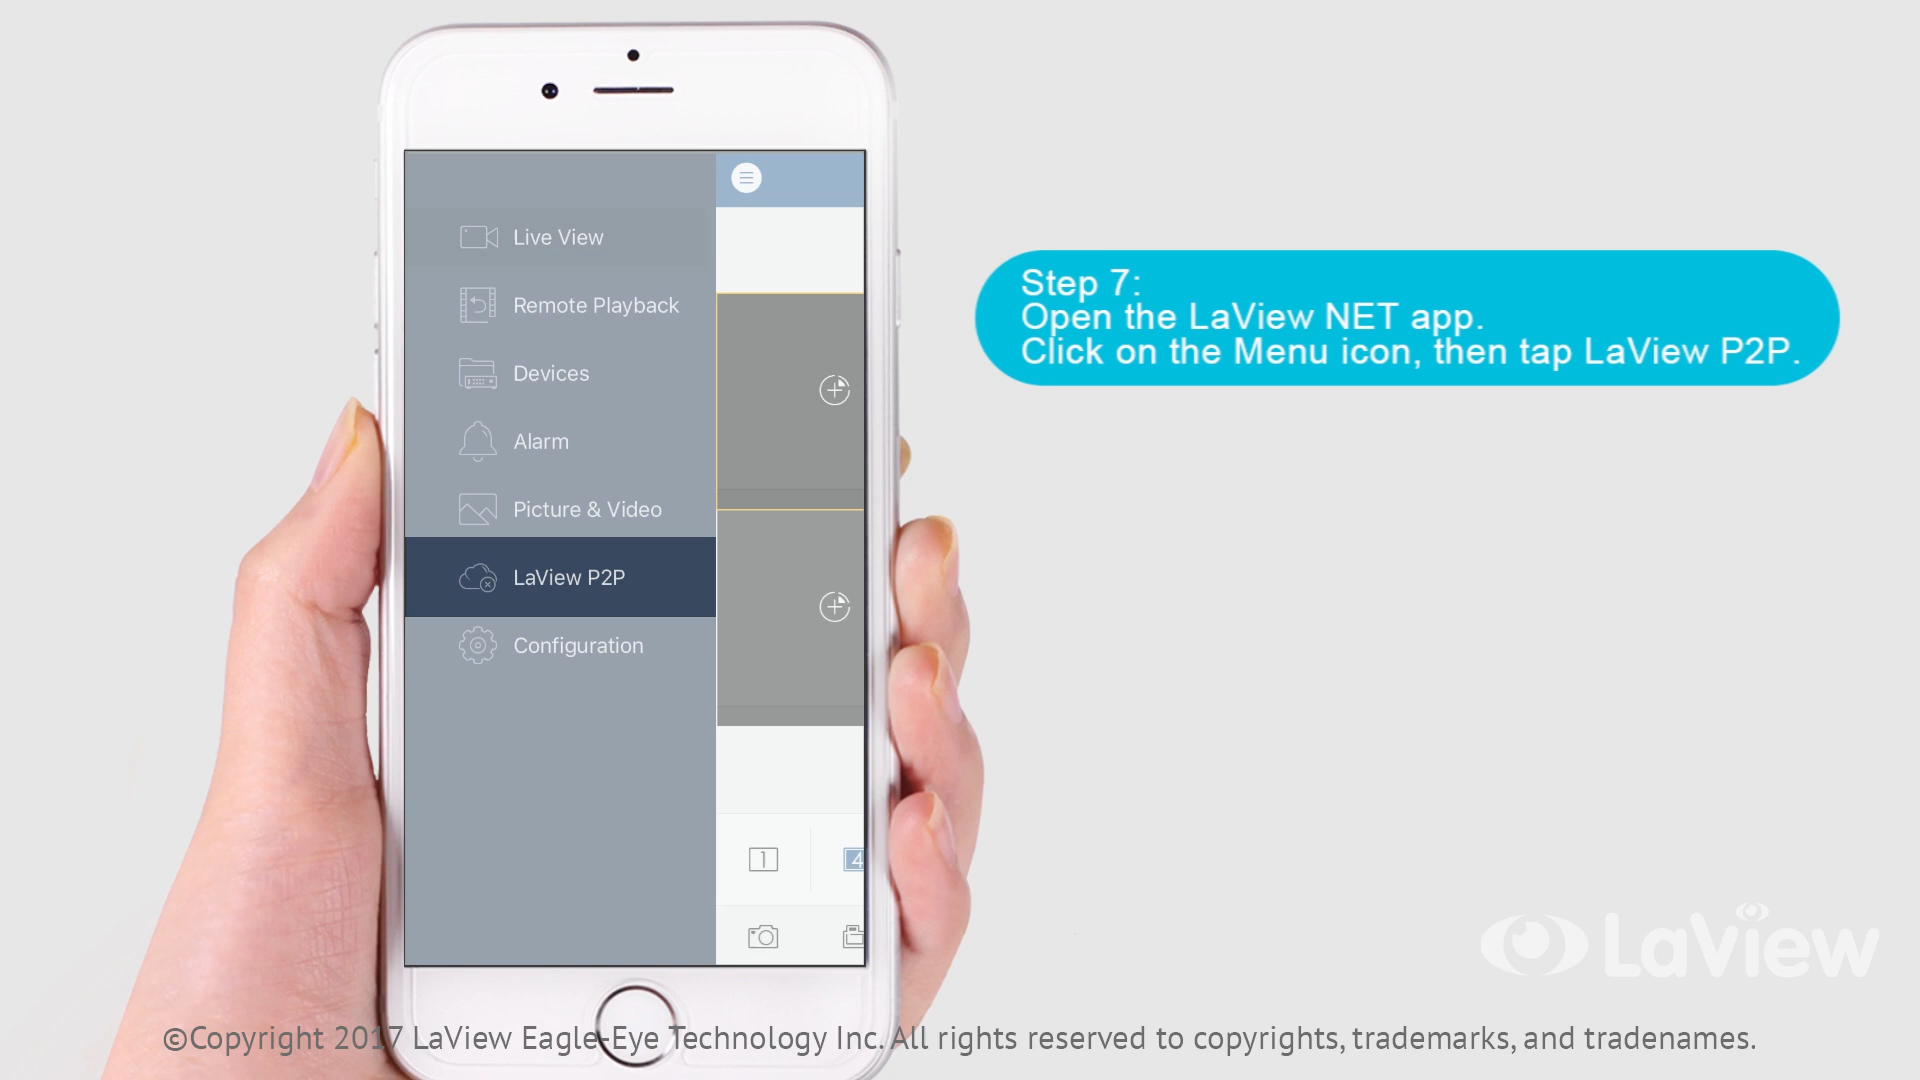 Live View
Remote Playback
Devices
Alarm
Picture & Video
LaView P2P
Configuration
1
4
Step 7:
Open the LaView NET app.
Click on the Menu icon, then tap LaView P2P.
LaView
©Copyright 2017 LaView Eagle-Eye Technology Inc. All rights reserved to copyrights, trademarks, and tradenames.